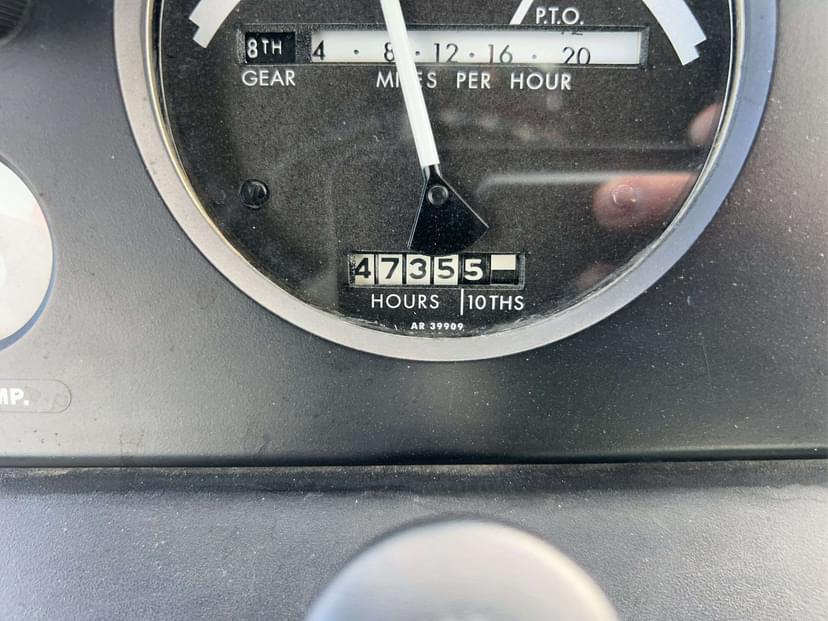 P.T.O.
8TH 4 · 8 · 12 · 16 · 20
GEAR MILES PER HOUR
47355
HOURS 10THS
AR 39909
MP.